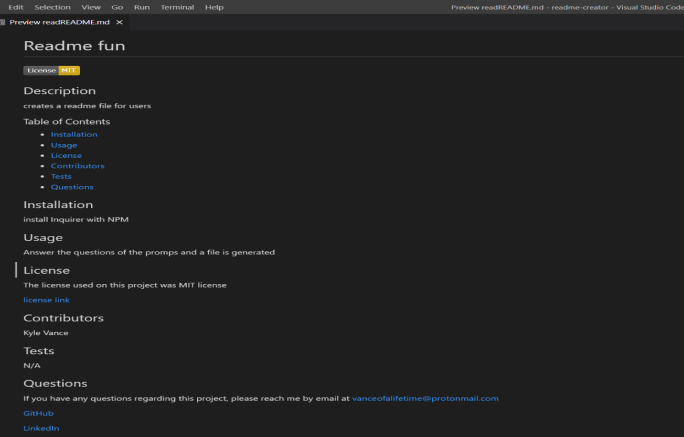 Edit Selection View Go Run Terminal Help Preview readREADME.md - readme-creator - Visual Studio Code
Preview readREADME.md ×
Readme fun
License MIT
Description
creates a readme file for users
Table of Contents
• Installation
• Usage
• License
• Contributors
• Tests
• Questions
Installation
install Inquirer with NPM
Usage
Answer the questions of the promps and a file is generated
License
The license used on this project was MIT license
license link
Contributors
Kyle Vance
Tests
N/A
Questions
If you have any questions regarding this project, please reach me by email at vanceofalifetime@protonmail.com
GitHub
LinkedIn